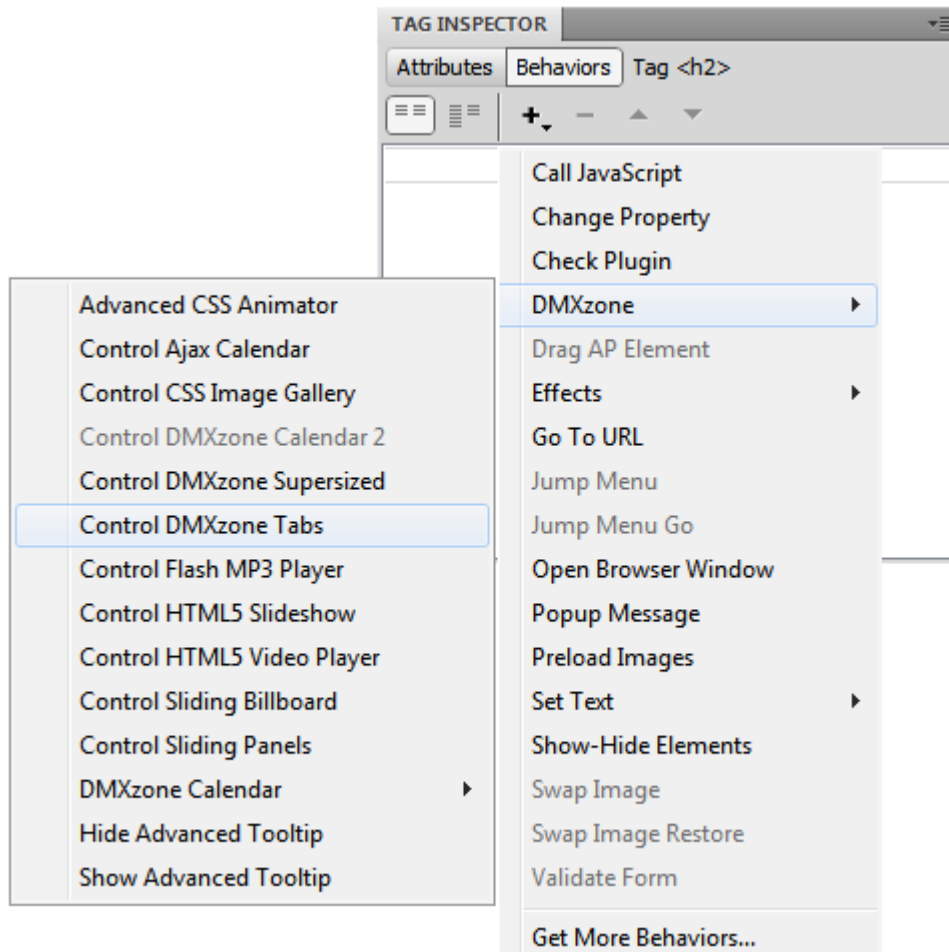 TAG INSPECTOR
Attributes Behaviors Tag <h2>
Call JavaScript
Change Property
Check Plugin
DMXzone
Drag AP Element
Effects
Go To URL
Jump Menu
Jump Menu Go
Open Browser Window
Popup Message
Preload Images
Set Text
Show-Hide Elements
Swap Image
Swap Image Restore
Validate Form
Get More Behaviors...
Advanced CSS Animator
Control Ajax Calendar
Control CSS Image Gallery
Control DMXzone Calendar 2
Control DMXzone Supersized
Control DMXzone Tabs
Control Flash MP3 Player
Control HTML5 Slideshow
Control HTML5 Video Player
Control Sliding Billboard
Control Sliding Panels
DMXzone Calendar
Hide Advanced Tooltip
Show Advanced Tooltip